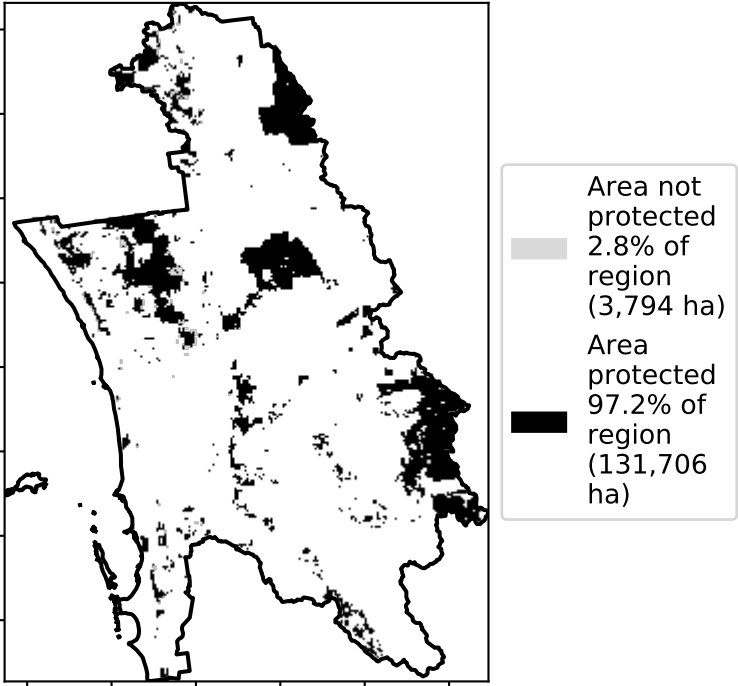 Area not
protected
2.8% of
region
(3,794 ha)
Area
protected
97.2% of
region
(131,706
ha)